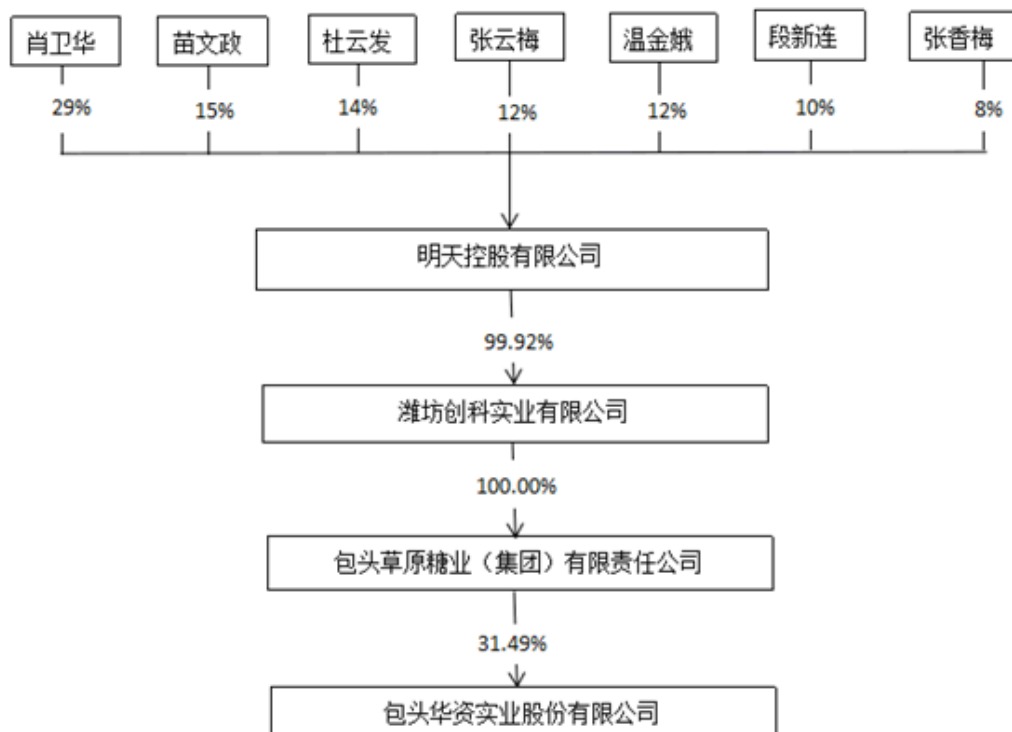 肖卫华 苗文政 杜云发 张云梅 温金娥 段新连 张香梅
29% 15% 14% 12% 12% 10% 8%
明天控股有限公司
99.92%
潍坊创科实业有限公司
100.00%
包头草原糖业（集团）有限责任公司
31.49%
包头华资实业股份有限公司